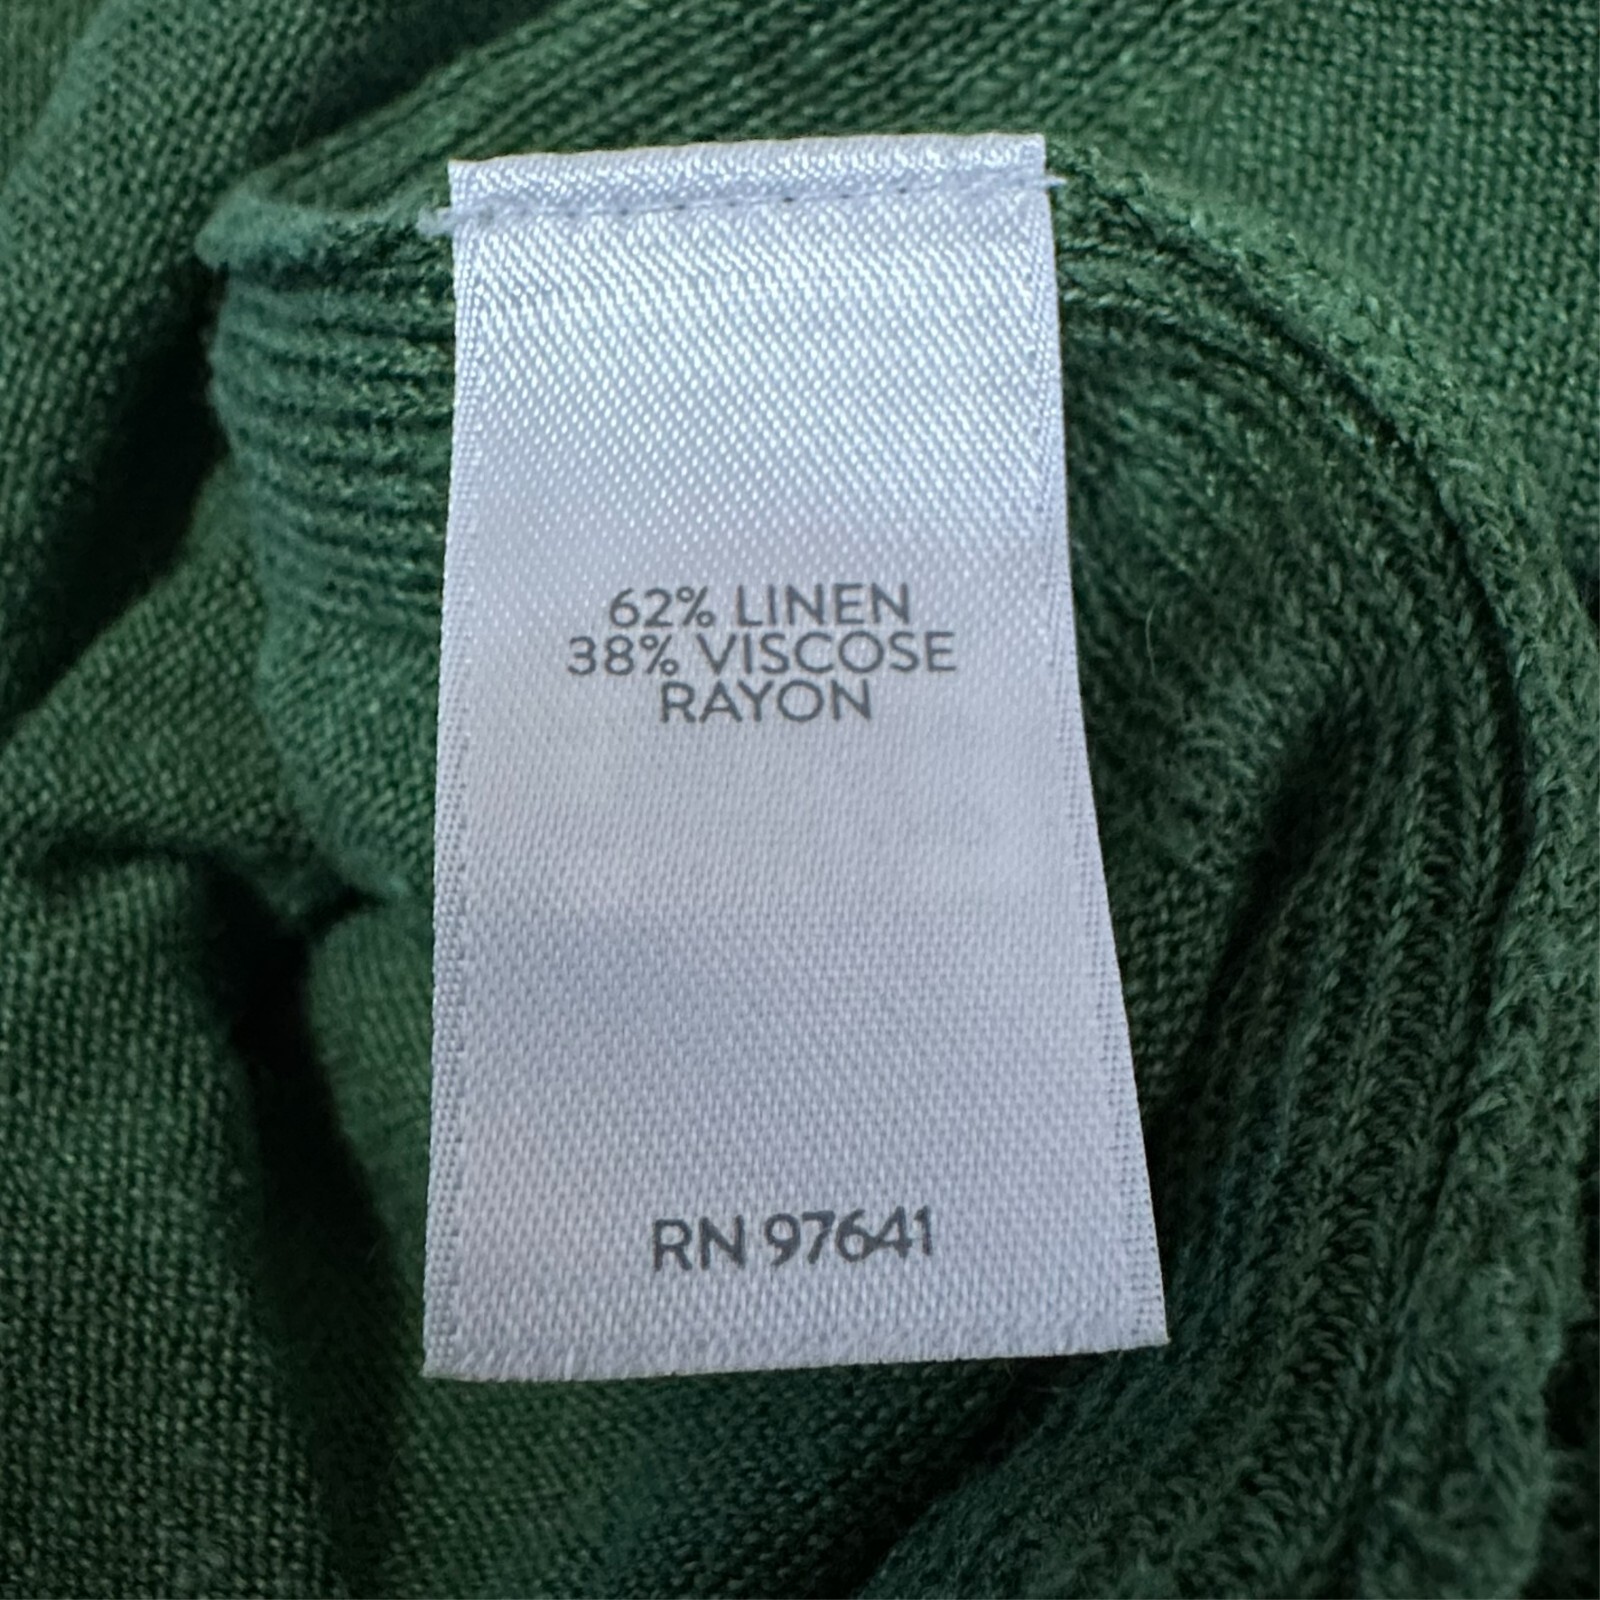 62% LINEN
38% VISCOSE
RAYON
RN 97641